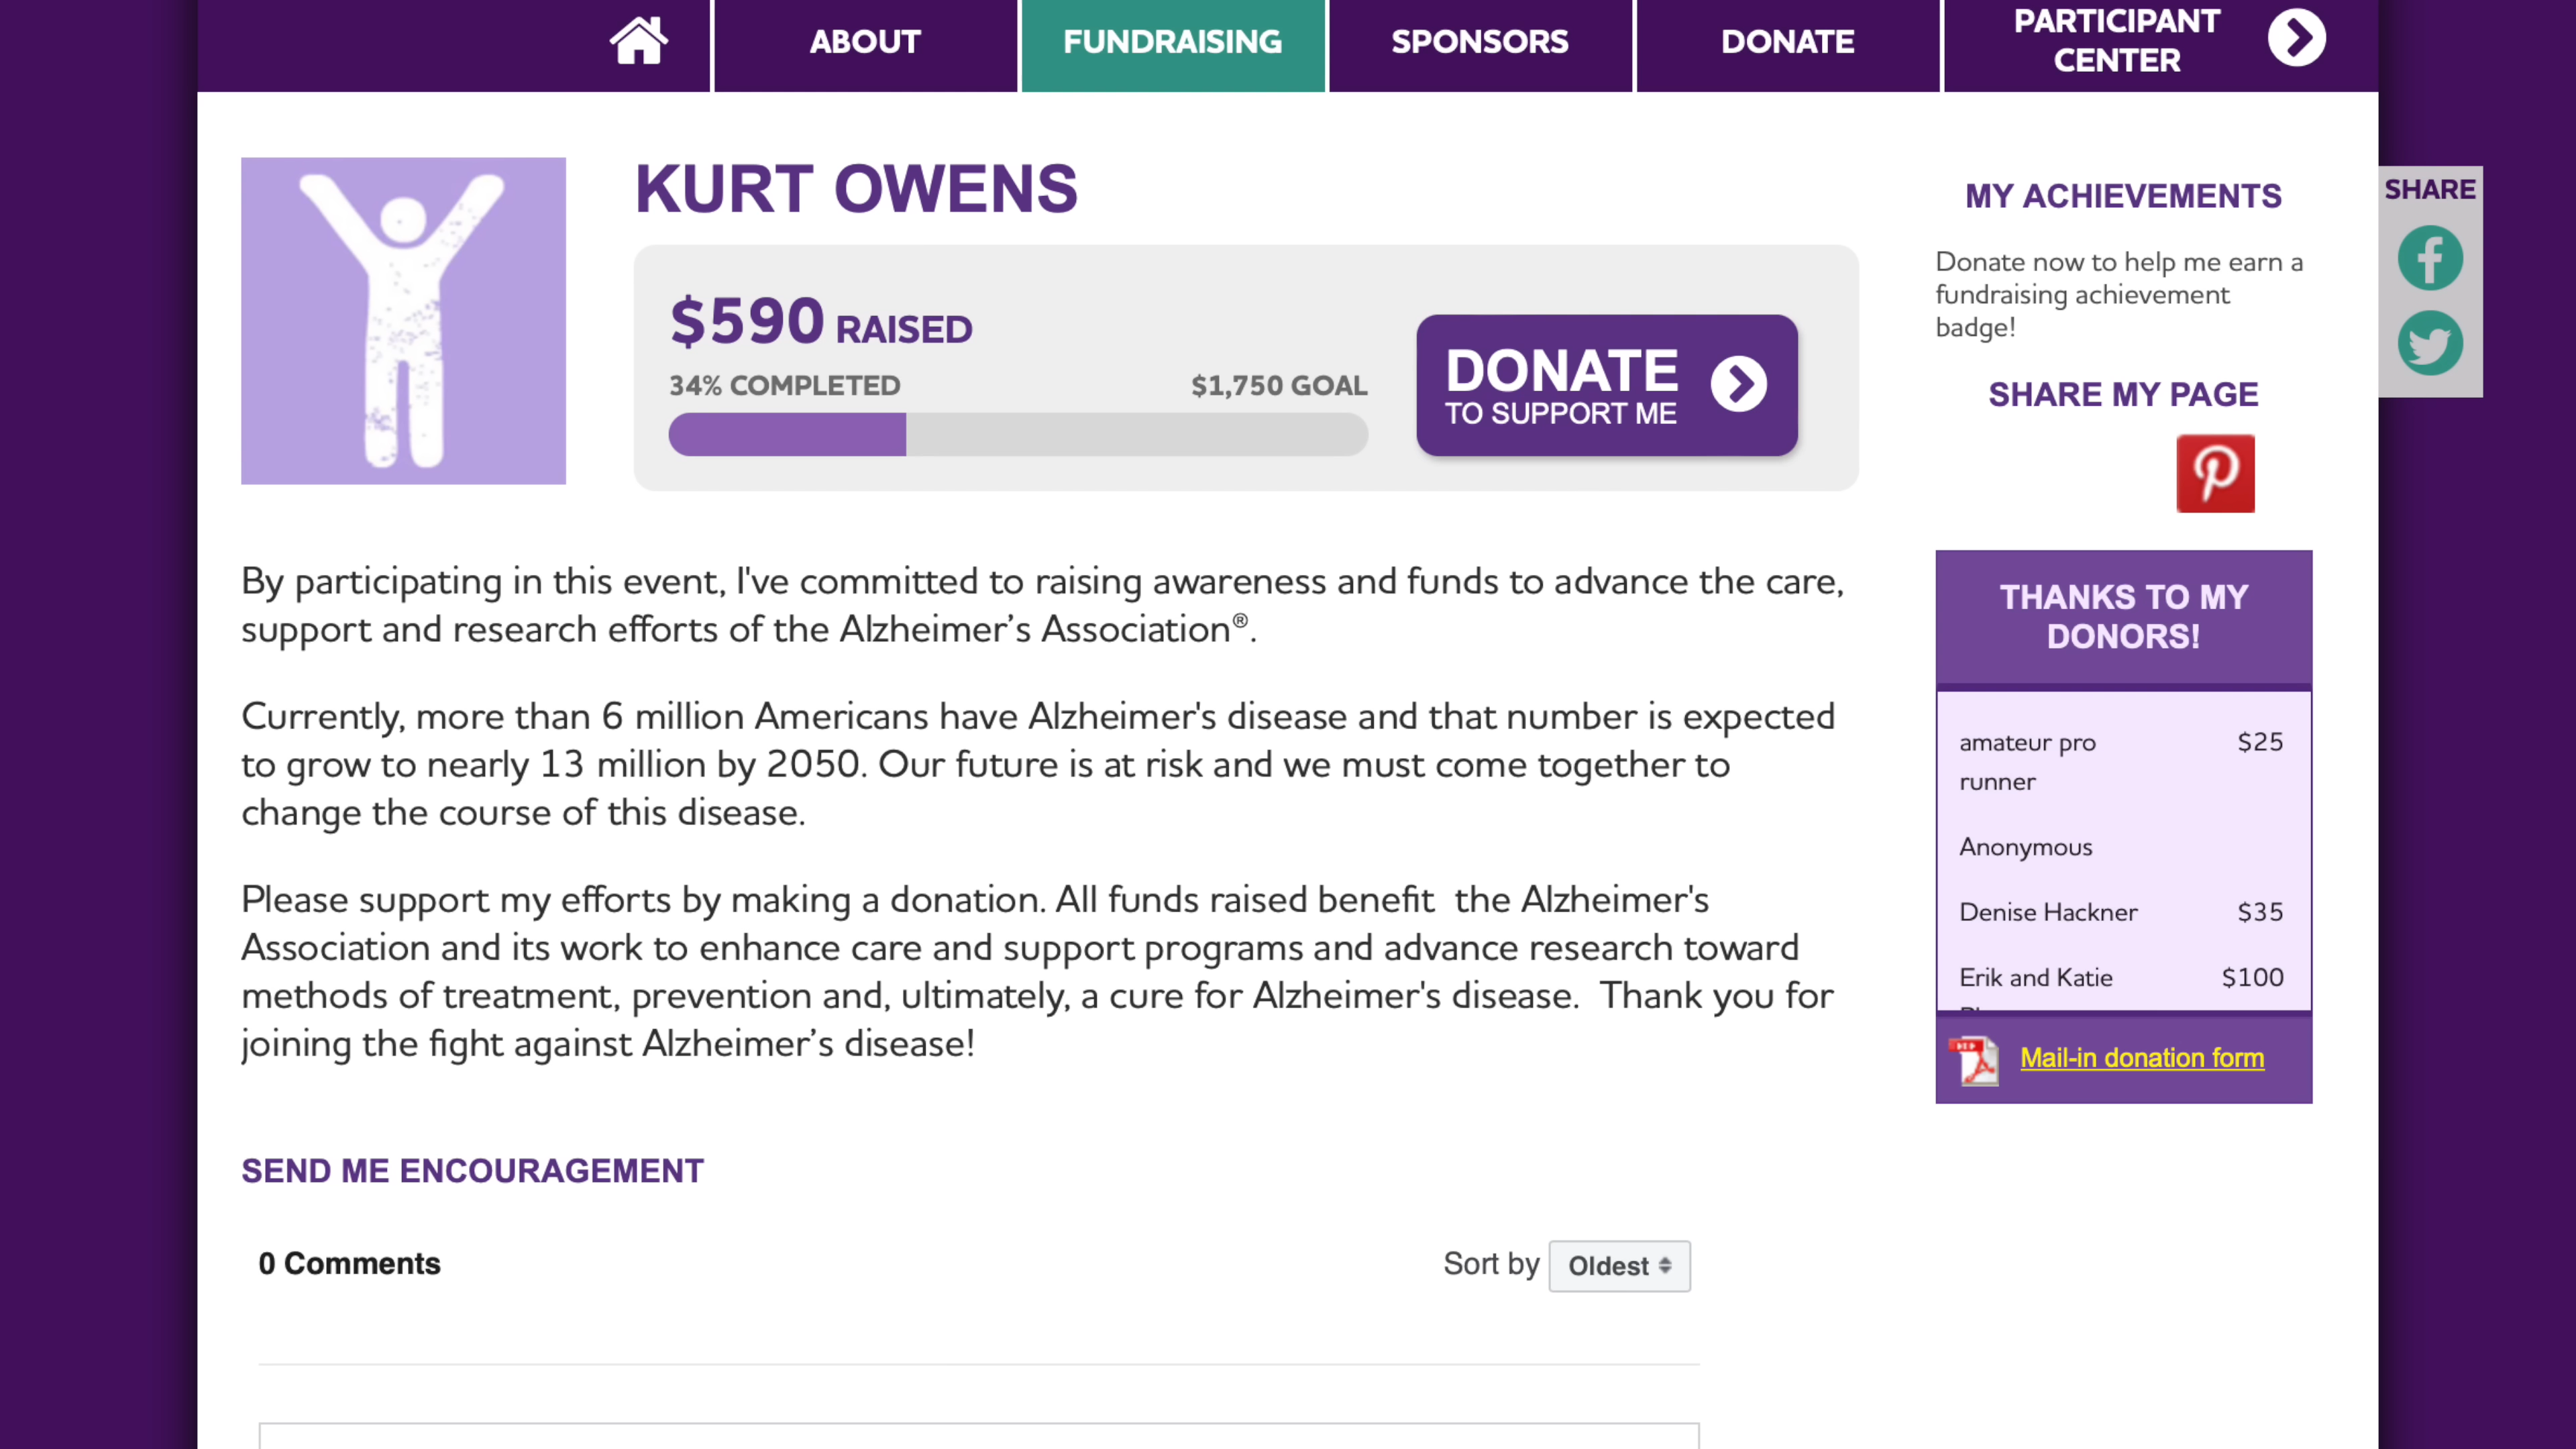 ABOUT
FUNDRAISING
SPONSORS
DONATE
PARTICIPANT
CENTER
KURT OWENS
$590 RAISED
34% COMPLETED
$1,750 GOAL
DONATE
TO SUPPORT ME
By participating in this event, I've committed to raising awareness and funds to advance the care,
support and research efforts of the Alzheimer’s Association®.
Currently, more than 6 million Americans have Alzheimer's disease and that number is expected
to grow to nearly 13 million by 2050. Our future is at risk and we must come together to
change the course of this disease.
Please support my efforts by making a donation. All funds raised benefit  the Alzheimer's
Association and its work to enhance care and support programs and advance research toward
methods of treatment, prevention and, ultimately, a cure for Alzheimer's disease.  Thank you for
joining the fight against Alzheimer’s disease!
SEND ME ENCOURAGEMENT
0 Comments
Sort by Oldest
MY ACHIEVEMENTS
Donate now to help me earn a
fundraising achievement
badge!
SHARE MY PAGE
THANKS TO MY
DONORS!
amateur pro $25
runner
Anonymous
Denise Hackner $35
Erik and Katie $100
Mail-in donation form
SHARE